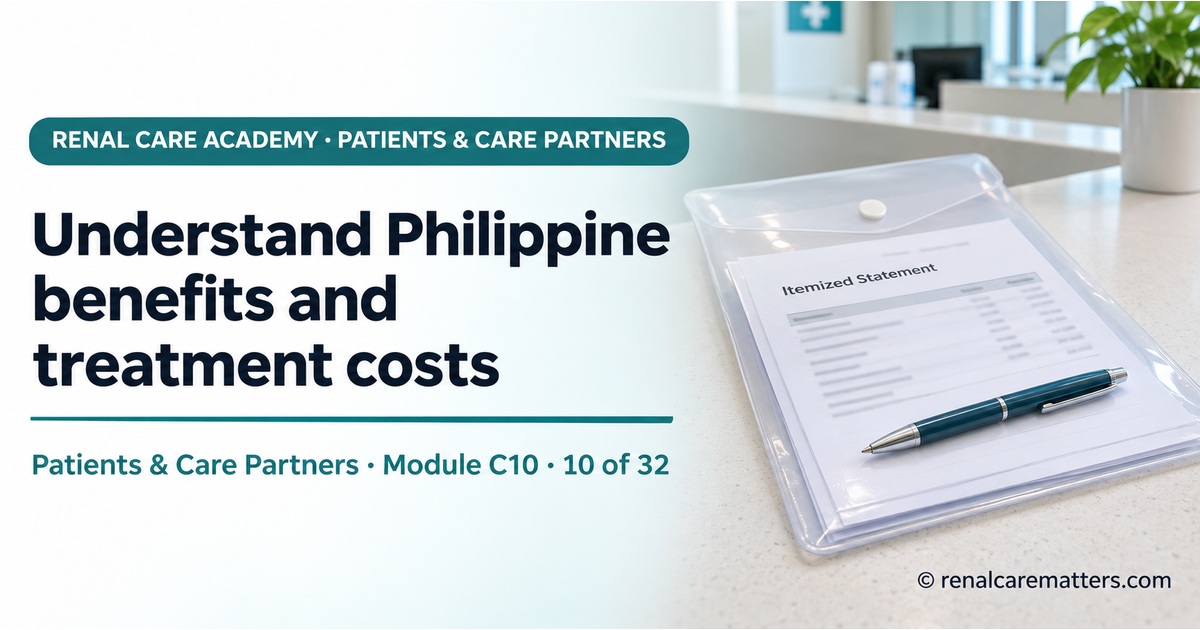 RENAL CARE ACADEMY • PATIENTS & CARE PARTNERS
Understand Philippine
benefits and
treatment costs
Patients & Care Partners • Module C10 • 10 of 32
Itemized Statement
© renalcarematters.com